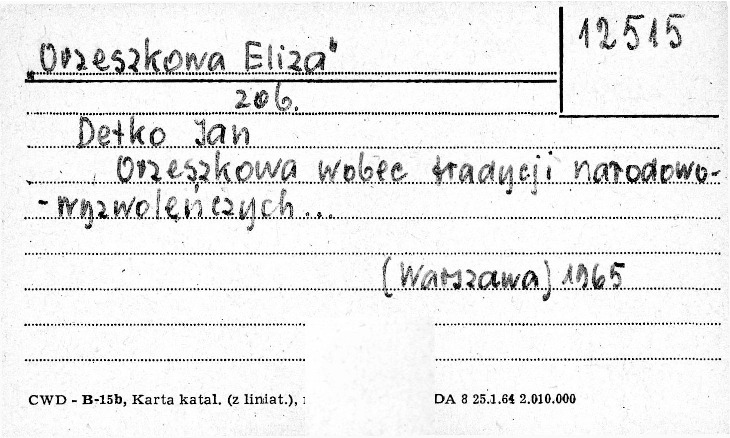 12515
„Orzeszkowa Eliza"
zob.
Detko Jan
Orzeszkowa wobec tradycji narodowo-
-wyzwoleńczych...
(Warszawa) 1965
CWD - B-15b, Karta katal. (z liniat.),
DA 8 25.1.64 2.010.000